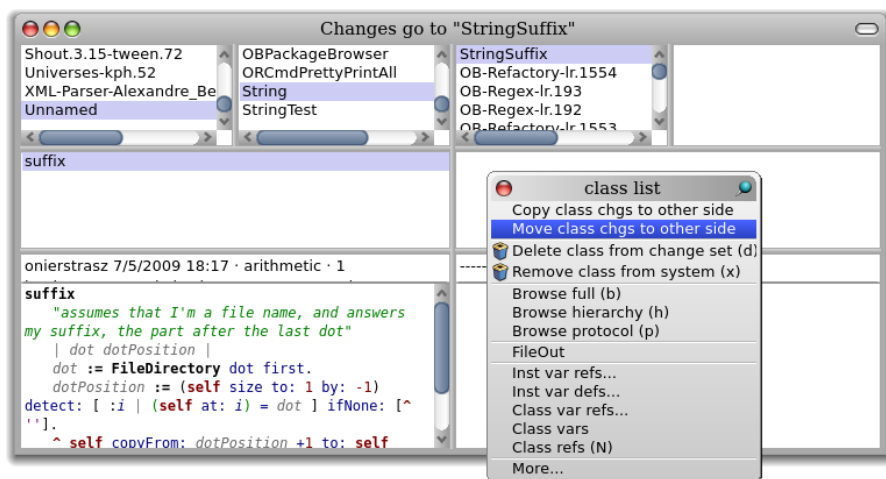 Changes go to "StringSuffix"
Shout.3.15-tween.72
Universes-kph.52
XML-Parser-Alexandre_Be
Unnamed
OBPackageBrowser
ORCmdPrettyPrintAll
String
StringTest
StringSuffix
OB-Refactory-lr.1554
OB-Regex-lr.193
OB-Regex-lr.192
OB-Refactory-lr.1553
suffix
class list
Copy class chgs to other side
Move class chgs to other side
Delete class from change set (d)
Remove class from system (x)
Browse full (b)
Browse hierarchy (h)
Browse protocol (p)
FileOut
Inst var refs...
Inst var defs...
Class var refs...
Class vars
Class refs (N)
More...
onierstrasz 7/5/2009 18:17 · arithmetic · 1
-----
suffix
"assumes that I'm a file name, and answers
my suffix, the part after the last dot"
| dot dotPosition |
dot := FileDirectory dot first.
dotPosition := (self size to: 1 by: -1)
detect: [ :i | (self at: i) = dot ] ifNone: [^
''].
^ self copyFrom: dotPosition +1 to: self